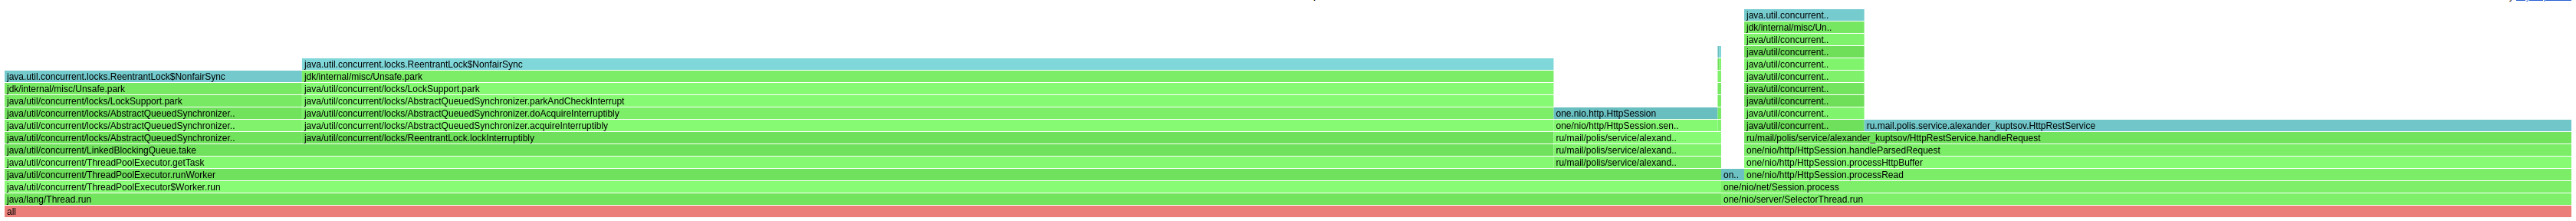 java.util.concurrent..
jdk/internal/misc/Un..
java/util/concurrent..
java/util/concurrent..
java.util.concurrent.locks.ReentrantLock$NonfairSync java/util/concurrent..
java.util.concurrent.locks.ReentrantLock$NonfairSync jdk/internal/misc/Unsafe.park java/util/concurrent..
jdk/internal/misc/Unsafe.park java/util/concurrent/locks/LockSupport.park java/util/concurrent..
java/util/concurrent/locks/LockSupport.park java/util/concurrent/locks/AbstractQueuedSynchronizer.parkAndCheckInterrupt java/util/concurrent..
java/util/concurrent/locks/AbstractQueuedSynchronizer.. java/util/concurrent/locks/AbstractQueuedSynchronizer.doAcquireInterruptibly one.nio.http.HttpSession java/util/concurrent..
java/util/concurrent/locks/AbstractQueuedSynchronizer.. java/util/concurrent/locks/AbstractQueuedSynchronizer.acquireInterruptibly one/nio/http/HttpSession.sen.. java/util/concurrent.. ru.mail.polis.service.alexander_kuptsov.HttpRestService
java/util/concurrent/locks/AbstractQueuedSynchronizer.. java/util/concurrent/locks/ReentrantLock.lockInterruptibly ru/mail/polis/service/alexand.. ru/mail/polis/service/alexander_kuptsov/HttpRestService.handleRequest
java/util/concurrent/LinkedBlockingQueue.take ru/mail/polis/service/alexand.. one/nio/http/HttpSession.handleParsedRequest
java/util/concurrent/ThreadPoolExecutor.getTask ru/mail/polis/service/alexand.. one/nio/http/HttpSession.processHttpBuffer
java/util/concurrent/ThreadPoolExecutor.runWorker on.. one/nio/http/HttpSession.processRead
java/util/concurrent/ThreadPoolExecutor$Worker.run one/nio/net/Session.process
java/lang/Thread.run one/nio/server/SelectorThread.run
all